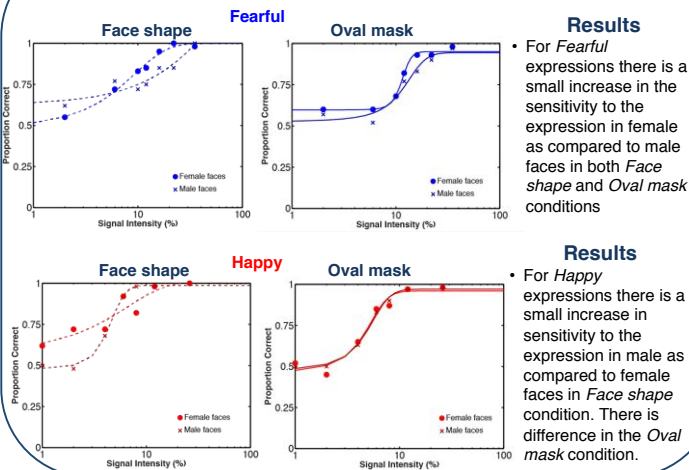 Fearful
Face shape
Oval mask
Results
• For Fearful
expressions there is a
small increase in the
sensitivity to the
expression in female
as compared to male
faces in both Face
shape and Oval mask
conditions
Proportion Correct
1
0.75
0.5
0.25
0
1
10
100
Signal Intensity (%)
Female faces
Male faces
Proportion Correct
1
0.75
0.5
0.25
0
1
10
100
Signal Intensity (%)
Female faces
Male faces
Happy
Face shape
Oval mask
Results
• For Happy
expressions there is a
small increase in
sensitivity to the
expression in male as
compared to female
faces in Face shape
condition. There is
difference in the Oval
mask condition.
Proportion Correct
1
0.75
0.5
0.25
0
1
10
100
Signal Intensity (%)
Female faces
Male faces
Proportion Correct
1
0.75
0.5
0.25
0
1
10
100
Signal Intensity (%)
Female faces
Male faces